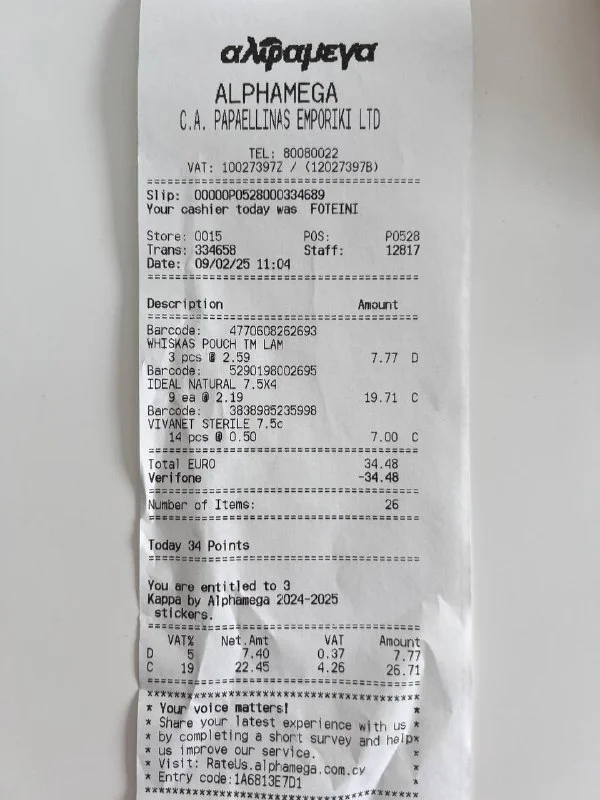 αλφαμεγα
ALPHAMEGA
C.A. PAPAELLINAS EMPORIKI LTD
TEL: 80080022
VAT: 10027397Z / (12027397B)
Slip: 00000P0528000334689
Your cashier today was FOTEINI
Store: 0015 POS: P0528
Trans: 334658 Staff: 12817
Date: 09/02/25 11:04
Description Amount
Barcode: 4770608262693
WHISKAS POUCH TM LAM
3 pcs @ 2.59 7.77 D
Barcode: 5290198002695
IDEAL NATURAL 7.5X4
9 ea @ 2.19 19.71 C
Barcode: 3838985235998
VIVANET STERILE 7.5c
14 pcs @ 0.50 7.00 C
Total EURO 34.48
Verifone -34.48
Number of Items: 26
Today 34 Points
You are entitled to 3
Kappa by Alphamega 2024-2025
stickers.
VAT% Net.Amt VAT Amount
D 5 7.40 0.37 7.77
C 19 22.45 4.26 26.71
****************************************
* Your voice matters! *
* Share your latest experience with us *
* by completing a short survey and help*
* us improve our service. *
* Visit: RateUs.alphamega.com.cy *
* Entry code:1A6813E7D1 *
****************************************